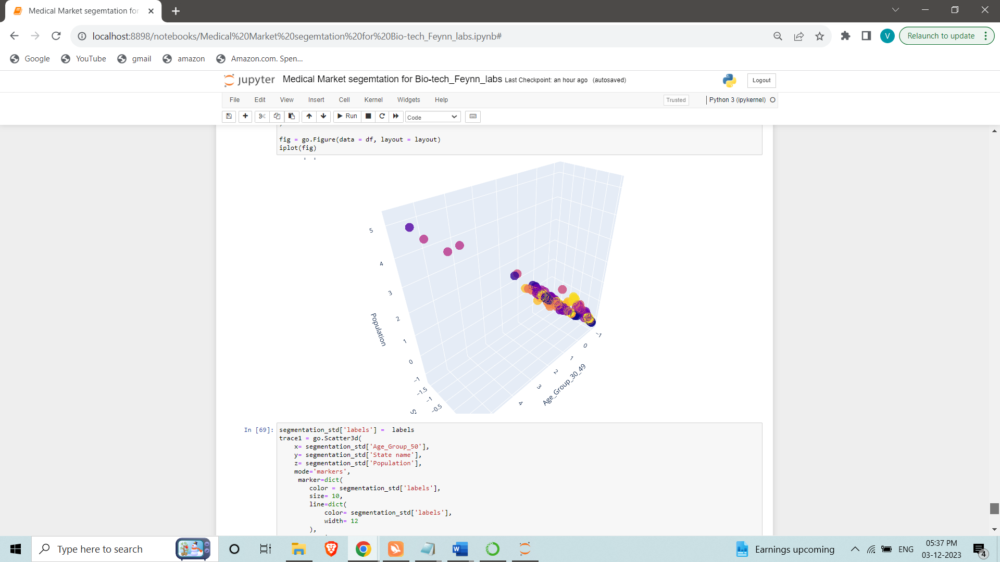 Medical Market segemtation for
localhost:8898/notebooks/Medical%20Market%20segemtation%20for%20Bio-tech_Feynn_labs.ipynb#
V
Relaunch to update
Google YouTube gmail amazon Amazon.com. Spen...
jupyter Medical Market segemtation for Bio-tech_Feynn_labs Last Checkpoint: an hour ago (autosaved)
Logout
File Edit View Insert Cell Kernel Widgets Help
Trusted Python 3 (ipykernel)
Run Code
fig = go.Figure(data = df, layout = layout)
iplot(fig)
5
4
3
2
1
0
−1
Population
−1.5
−1
−0.5
−1
0
1
2
3
4
Age_Group_30_49
In [69]:
segmentation_std['labels'] =  labels
trace1 = go.Scatter3d(
    x= segmentation_std['Age_Group_50'],
    y= segmentation_std['State name'],
    z= segmentation_std['Population'],
    mode='markers',
     marker=dict(
        color = segmentation_std['labels'],
        size= 10,
        line=dict(
            color= segmentation_std['labels'],
            width= 12
        ),
Type here to search
Earnings upcoming
ENG
05:37 PM
03-12-2023
4